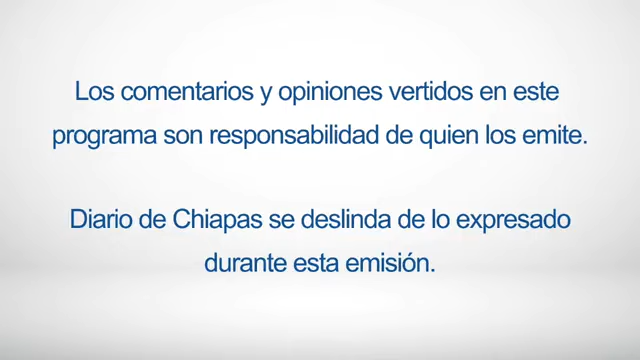 Los comentarios y opiniones vertidos en este
programa son responsabilidad de quien los emite.
Diario de Chiapas se deslinda de lo expresado
durante esta emisión.